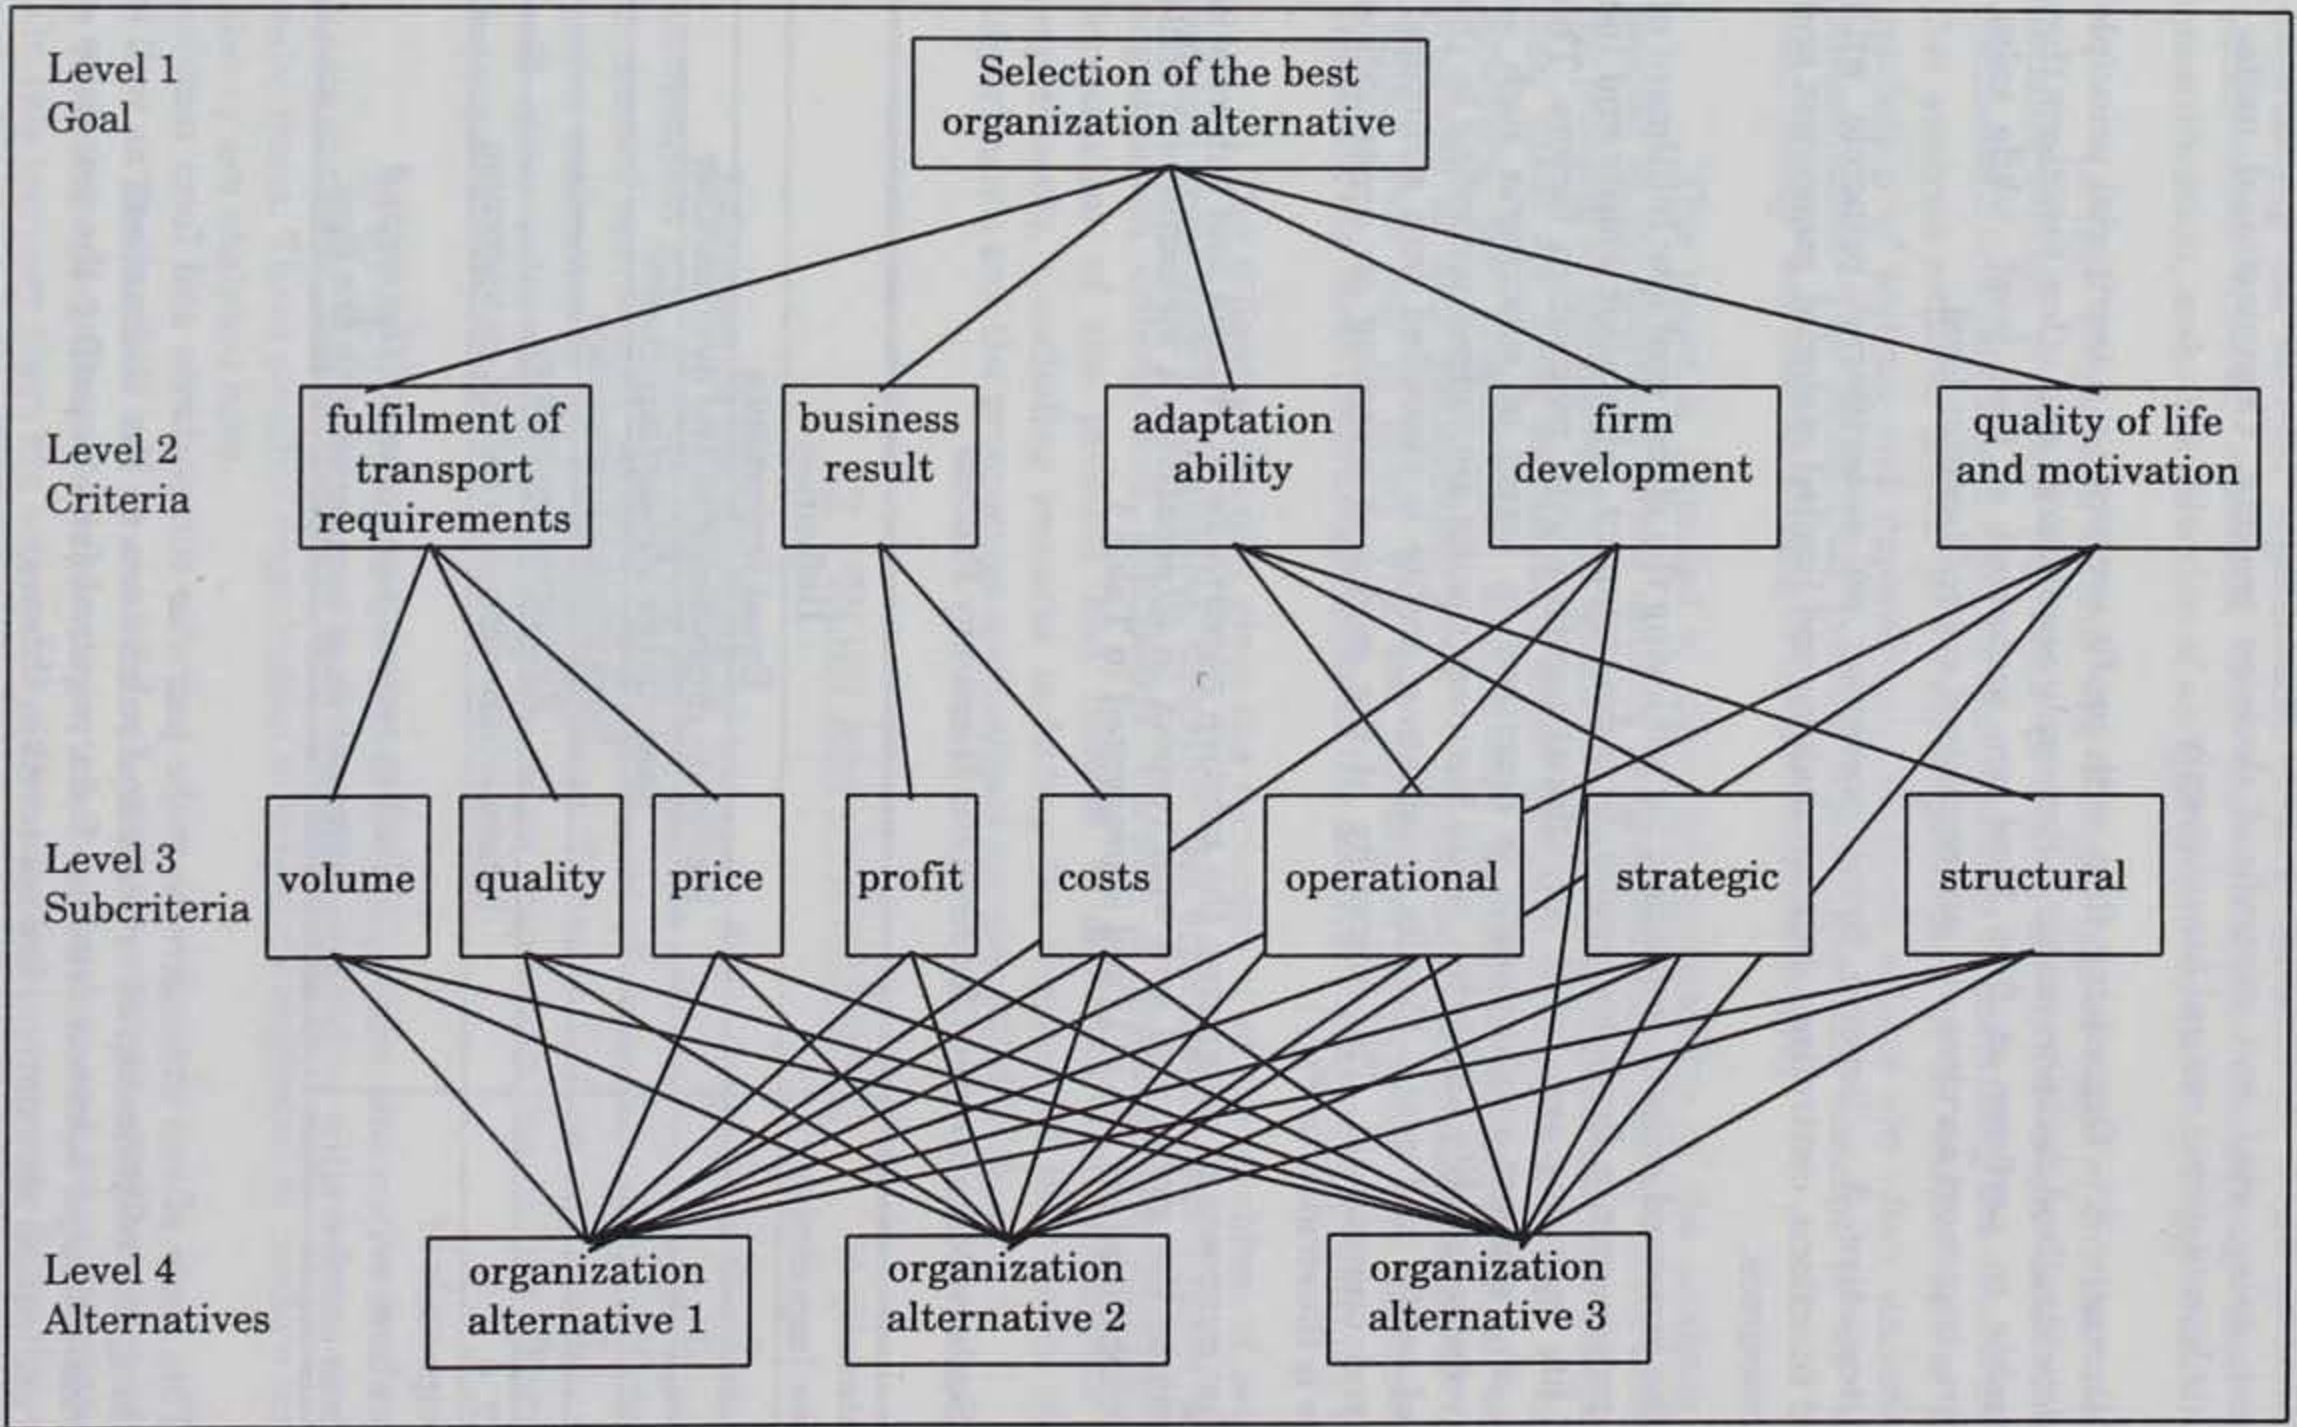 Level 1
Goal
Selection of the best
organization alternative
Level 2
Criteria
fulfilment of
transport
requirements
business
result
adaptation
ability
firm
development
quality of life
and motivation
Level 3
Subcriteria
volume
quality
price
profit
costs
operational
strategic
structural
Level 4
Alternatives
organization
alternative 1
organization
alternative 2
organization
alternative 3